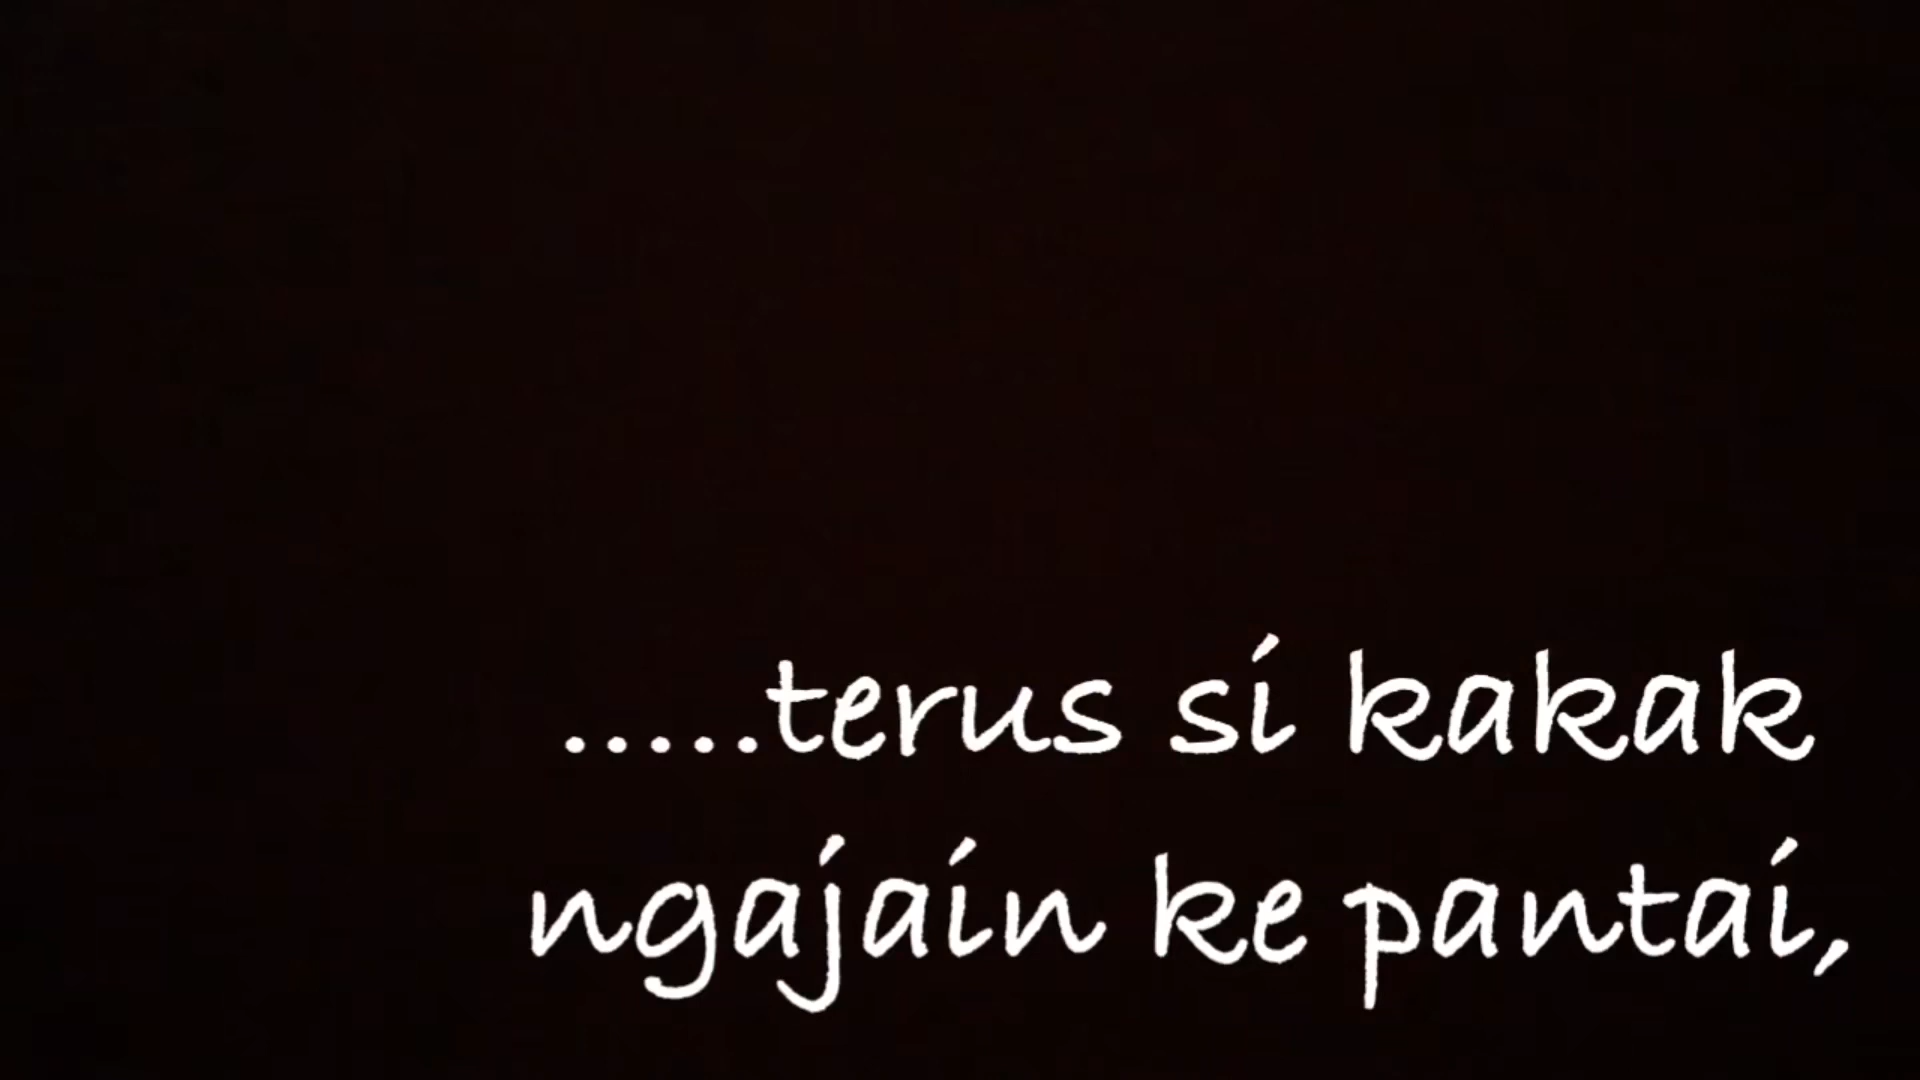 .....terus si kakak
ngajain ke pantai,